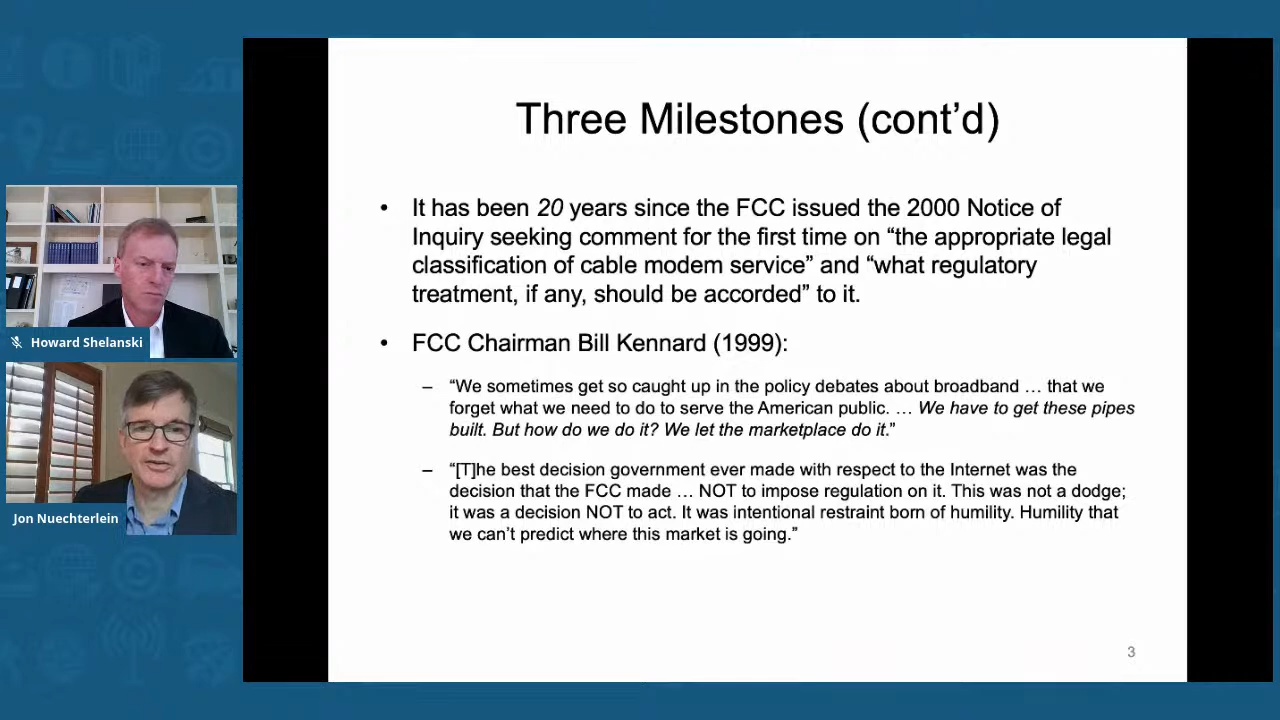 Three Milestones (cont’d)
• It has been 20 years since the FCC issued the 2000 Notice of
Inquiry seeking comment for the first time on “the appropriate legal
classification of cable modem service” and “what regulatory
treatment, if any, should be accorded” to it.
• FCC Chairman Bill Kennard (1999):
– “We sometimes get so caught up in the policy debates about broadband … that we
forget what we need to do to serve the American public. … We have to get these pipes
built. But how do we do it? We let the marketplace do it.”
– “[T]he best decision government ever made with respect to the Internet was the
decision that the FCC made … NOT to impose regulation on it. This was not a dodge;
it was a decision NOT to act. It was intentional restraint born of humility. Humility that
we can’t predict where this market is going.”
3
Howard Shelanski
Jon Nuechterlein